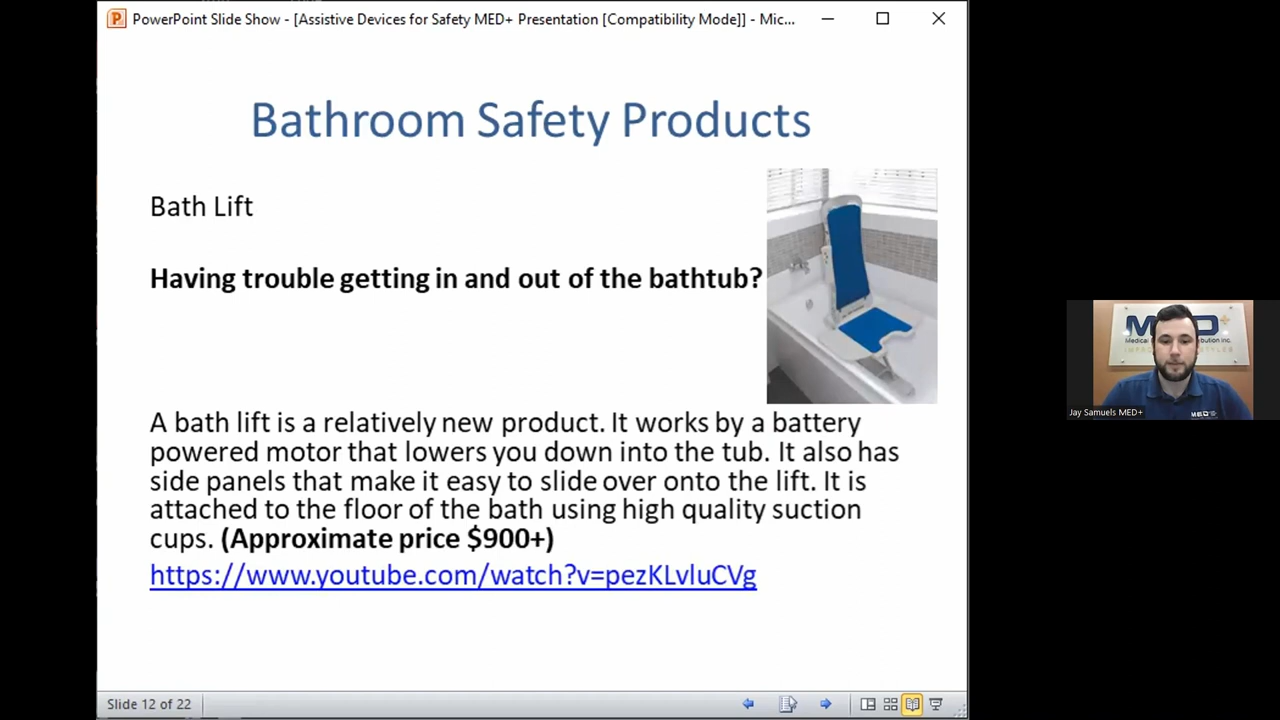 PowerPoint Slide Show - [Assistive Devices for Safety MED+ Presentation [Compatibility Mode]] - Mic...
Bathroom Safety Products
Bath Lift
Having trouble getting in and out of the bathtub?
A bath lift is a relatively new product. It works by a battery
powered motor that lowers you down into the tub. It also has
side panels that make it easy to slide over onto the lift. It is
attached to the floor of the bath using high quality suction
cups. (Approximate price $900+)
https://www.youtube.com/watch?v=pezKLvluCVg
Jay Samuels MED+
Slide 12 of 22